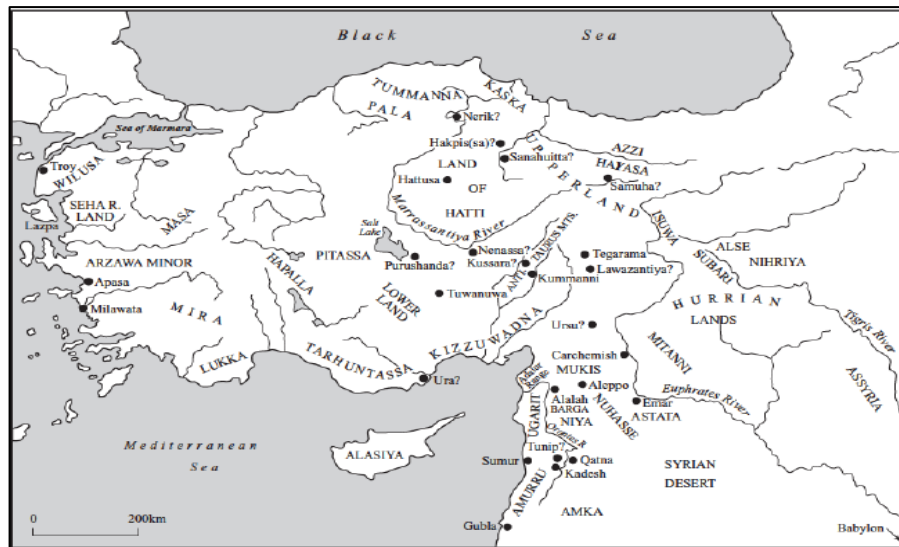 Black Sea
TUMMANNA
PALA
KASKA
Nerik?
Sea of Marmara
Hakpis(sa)?
AZZI
Troy
WILUSA
LAND
OF
HATTI
Sanahuitta?
UPPER LAND
HAYASA
Hattusa
Samuha?
SEHA R.
LAND
Lazpa
MASA
Marrassantiya River
ISUWA
Salt
Lake
ANTI-TAURUS MTS.
ALSE
PITASSA
Nenassa?
Kussara?
Tegarama
SUBARI
NIHRIYA
ARZAWA MINOR
Purushanda?
Lawazantiya?
HAPALLA
Kummanni
Apasa
LOWER
LAND
Tuwanuwa
HURRIAN
LANDS
Milawata
MIRA
KIZZUWADNA
Ursu?
Tigris River
LUKKA
TARHUNTASSA
Carchemish
MITANNI
MUKIS
Ura?
Aleppo
Euphrates River
ASSYRIA
Alalah
BARGA
Emar
NIYA
NUHASSE
ASTATA
UGARIT
Mediterranean
Sea
Orontes R.
ALASIYA
Tunip?
Sumur
Qatna
Kadesh
SYRIAN
DESERT
AMURRU
0 200km
AMKA
Gubla
Babylon